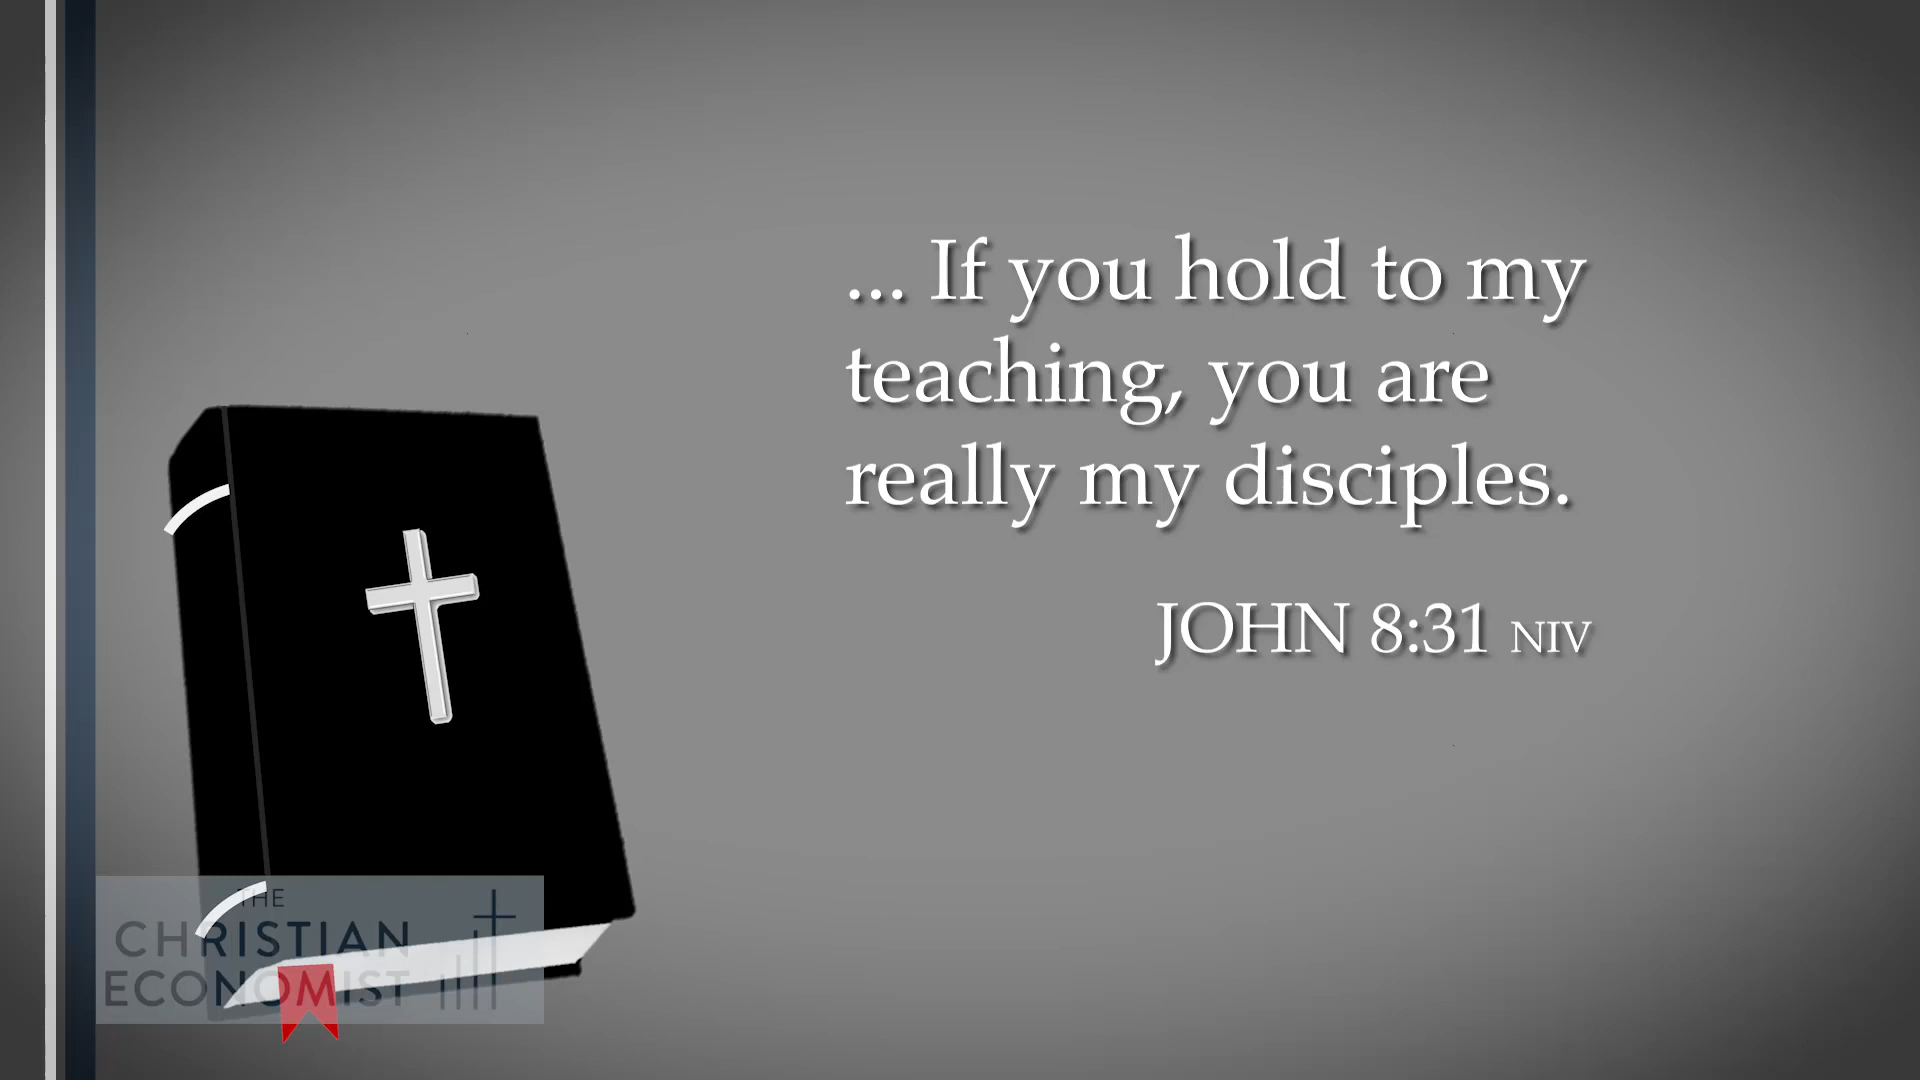 ... If you hold to my
teaching, you are
really my disciples.
JOHN 8:31 NIV
THE
CHRISTIAN
ECONOMIST